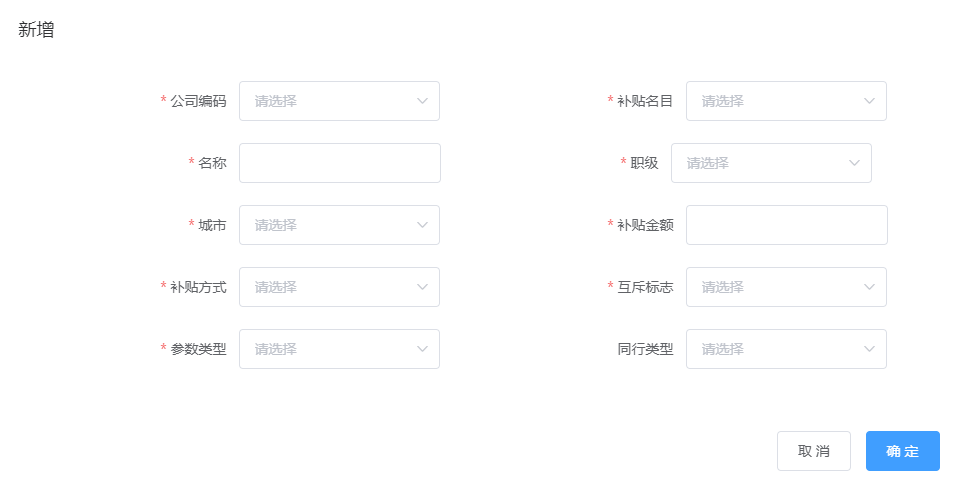 新增
* 公司编码 请选择 * 补贴名目 请选择
* 名称 * 职级 请选择
* 城市 请选择 * 补贴金额
* 补贴方式 请选择 * 互斥标志 请选择
* 参数类型 请选择 同行类型 请选择
取消 确定